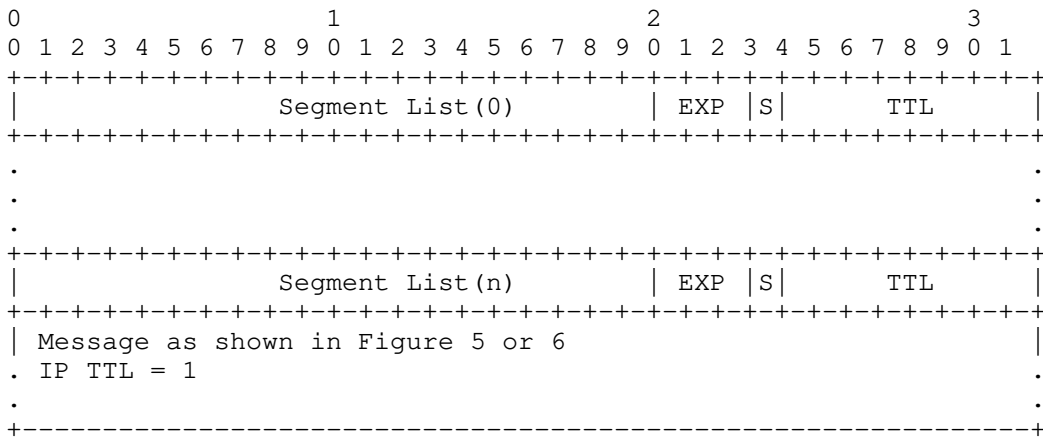 0                   1                   2                   3
0 1 2 3 4 5 6 7 8 9 0 1 2 3 4 5 6 7 8 9 0 1 2 3 4 5 6 7 8 9 0 1
+-+-+-+-+-+-+-+-+-+-+-+-+-+-+-+-+-+-+-+-+-+-+-+-+-+-+-+-+-+-+-+-+
|                Segment List(0)        | EXP |S|      TTL      |
+-+-+-+-+-+-+-+-+-+-+-+-+-+-+-+-+-+-+-+-+-+-+-+-+-+-+-+-+-+-+-+-+
.                                                               .
.                                                               .
.                                                               .
+-+-+-+-+-+-+-+-+-+-+-+-+-+-+-+-+-+-+-+-+-+-+-+-+-+-+-+-+-+-+-+-+
|                Segment List(n)        | EXP |S|      TTL      |
+-+-+-+-+-+-+-+-+-+-+-+-+-+-+-+-+-+-+-+-+-+-+-+-+-+-+-+-+-+-+-+-+
| Message as shown in Figure 5 or 6                             |
. IP TTL = 1                                                    .
.                                                               .
+---------------------------------------------------------------+